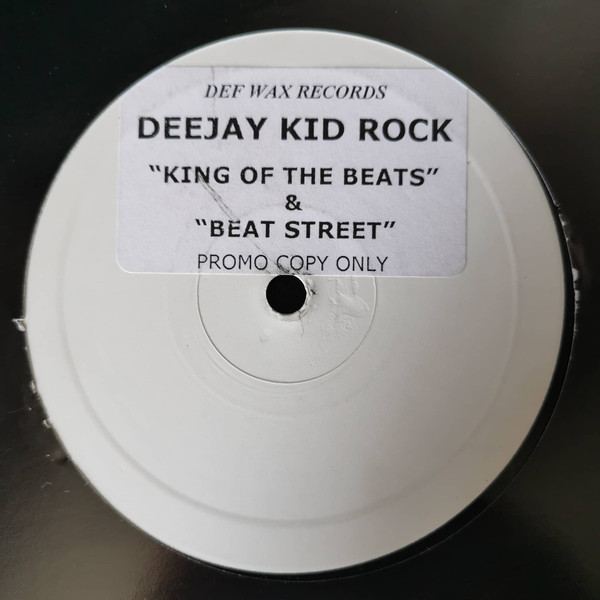 DEF WAX RECORDS
DEEJAY KID ROCK
“KING OF THE BEATS”
&
“BEAT STREET”
PROMO COPY ONLY